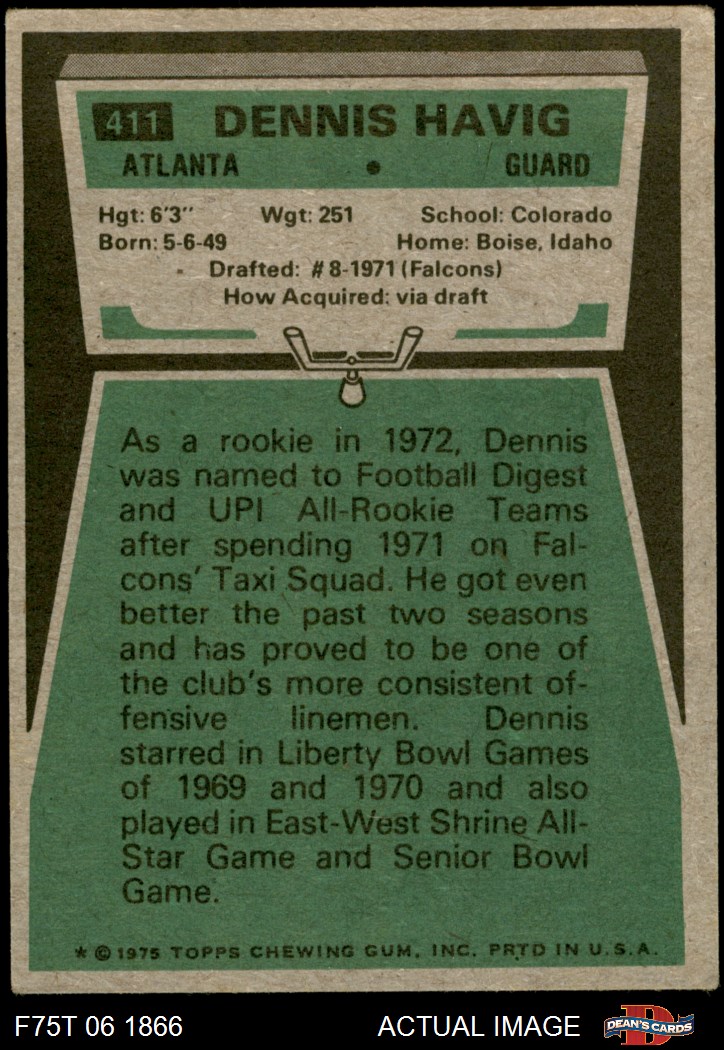 411 DENNIS HAVIG
ATLANTA • GUARD
Hgt: 6'3" Wgt: 251 School: Colorado
Born: 5-6-49 Home: Boise, Idaho
Drafted: #8-1971 (Falcons)
How Acquired: via draft
As a rookie in 1972, Dennis
was named to Football Digest
and UPI All-Rookie Teams
after spending 1971 on Fal-
cons' Taxi Squad. He got even
better the past two seasons
and has proved to be one of
the club's more consistent of-
fensive linemen. Dennis
starred in Liberty Bowl Games
of 1969 and 1970 and also
played in East-West Shrine All-
Star Game and Senior Bowl
Game.
* © 1975 TOPPS CHEWING GUM, INC. PRTD IN U.S.A.
F75T 06 1866 ACTUAL IMAGE D DEAN'S CARDS